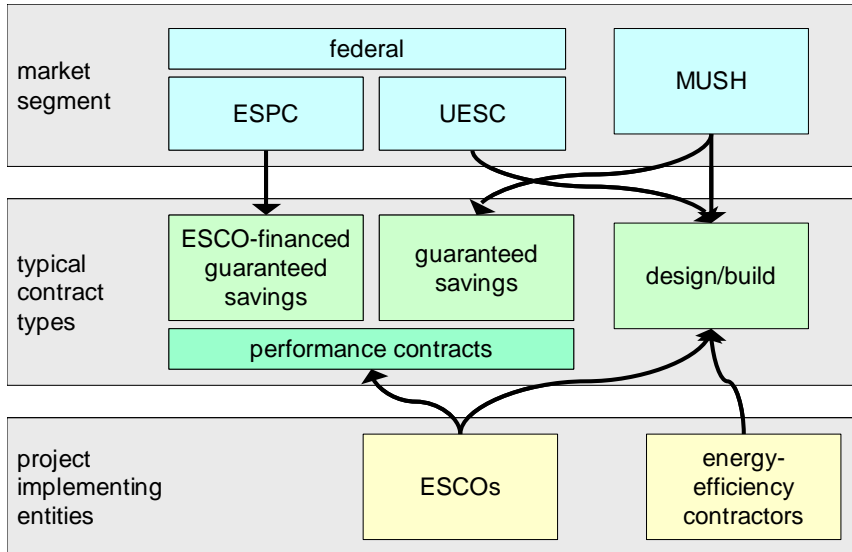 market
segment
federal
ESPC
UESC
MUSH
typical
contract
types
ESCO-financed
guaranteed
savings
guaranteed
savings
design/build
performance contracts
project
implementing
entities
ESCOs
energy-
efficiency
contractors